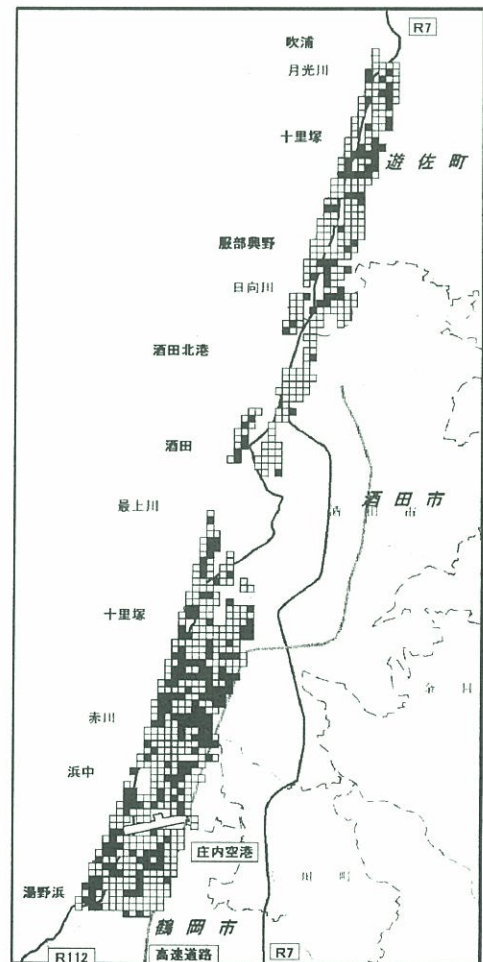 R7
吹浦
月光川
十里塚
遊佐町
服部興野
日向川
酒田北港
酒田
最上川
酒田市
十里塚
赤川
浜中
庄内空港
湯野浜
鶴岡市
R112
高速道路
R7